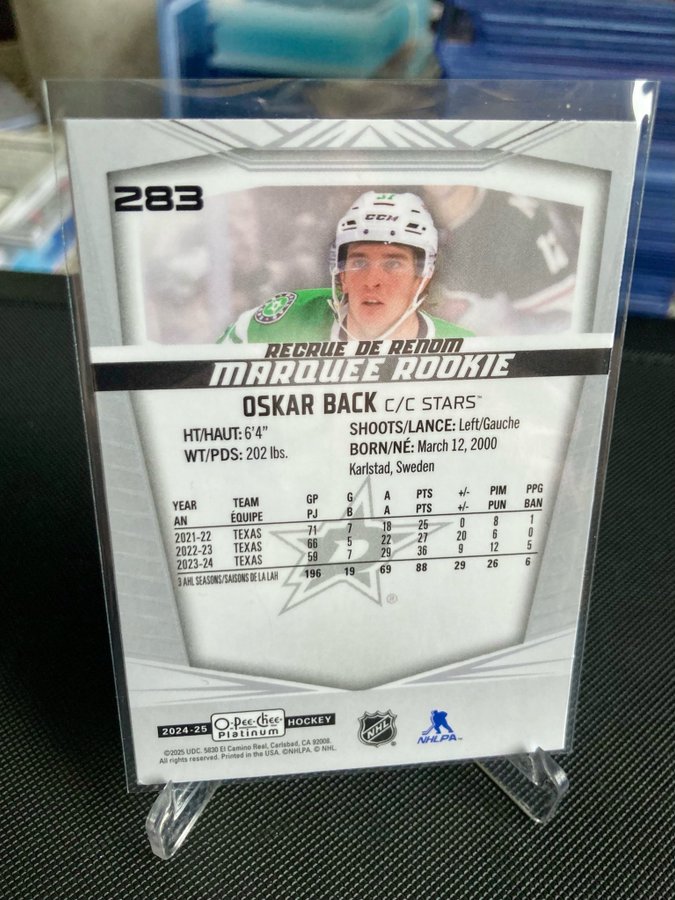 283
CCM
RECRUE DE RENOM
MARQUEE ROOKIE
OSKAR BACK C/C STARS™
HT/HAUT: 6'4"
WT/PDS: 202 lbs.
SHOOTS/LANCE: Left/Gauche
BORN/NÉ: March 12, 2000
Karlstad, Sweden
YEAR TEAM GP G A PTS +/- PIM PPG
AN ÉQUIPE PJ B A PTS +/- PUN BAN
2021-22 TEXAS 71 7 18 25 0 8 1
2022-23 TEXAS 66 5 22 27 20 6 0
2023-24 TEXAS 59 7 29 36 9 12 5
3 AHL SEASONS/SAISONS DE LA LAH 196 19 69 88 29 26 6
D
®
2024-25 O-Pee-Chee Platinum HOCKEY
NHL
NHLPA™
©2025 UDC. 5830 El Camino Real, Carlsbad, CA 92008.
All rights reserved. Printed in the USA. ©NHLPA. © NHL.